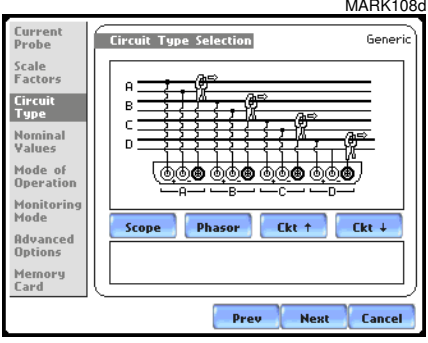 MARK108d
Current
Probe
Scale
Factors
Circuit
Type
Nominal
Values
Mode of
Operation
Monitoring
Mode
Advanced
Options
Memory
Card
Circuit Type Selection
Generic
A
B
C
D
+ - + - + - + -
A B C D
Scope Phasor Ckt ↑ Ckt ↓
Prev Next Cancel